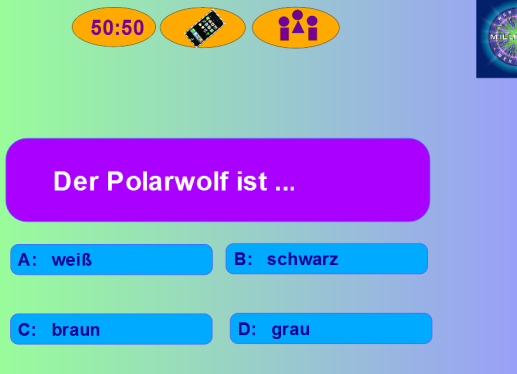 50:50
Der Polarwolf ist ...
A: weiß
B: schwarz
C: braun
D: grau